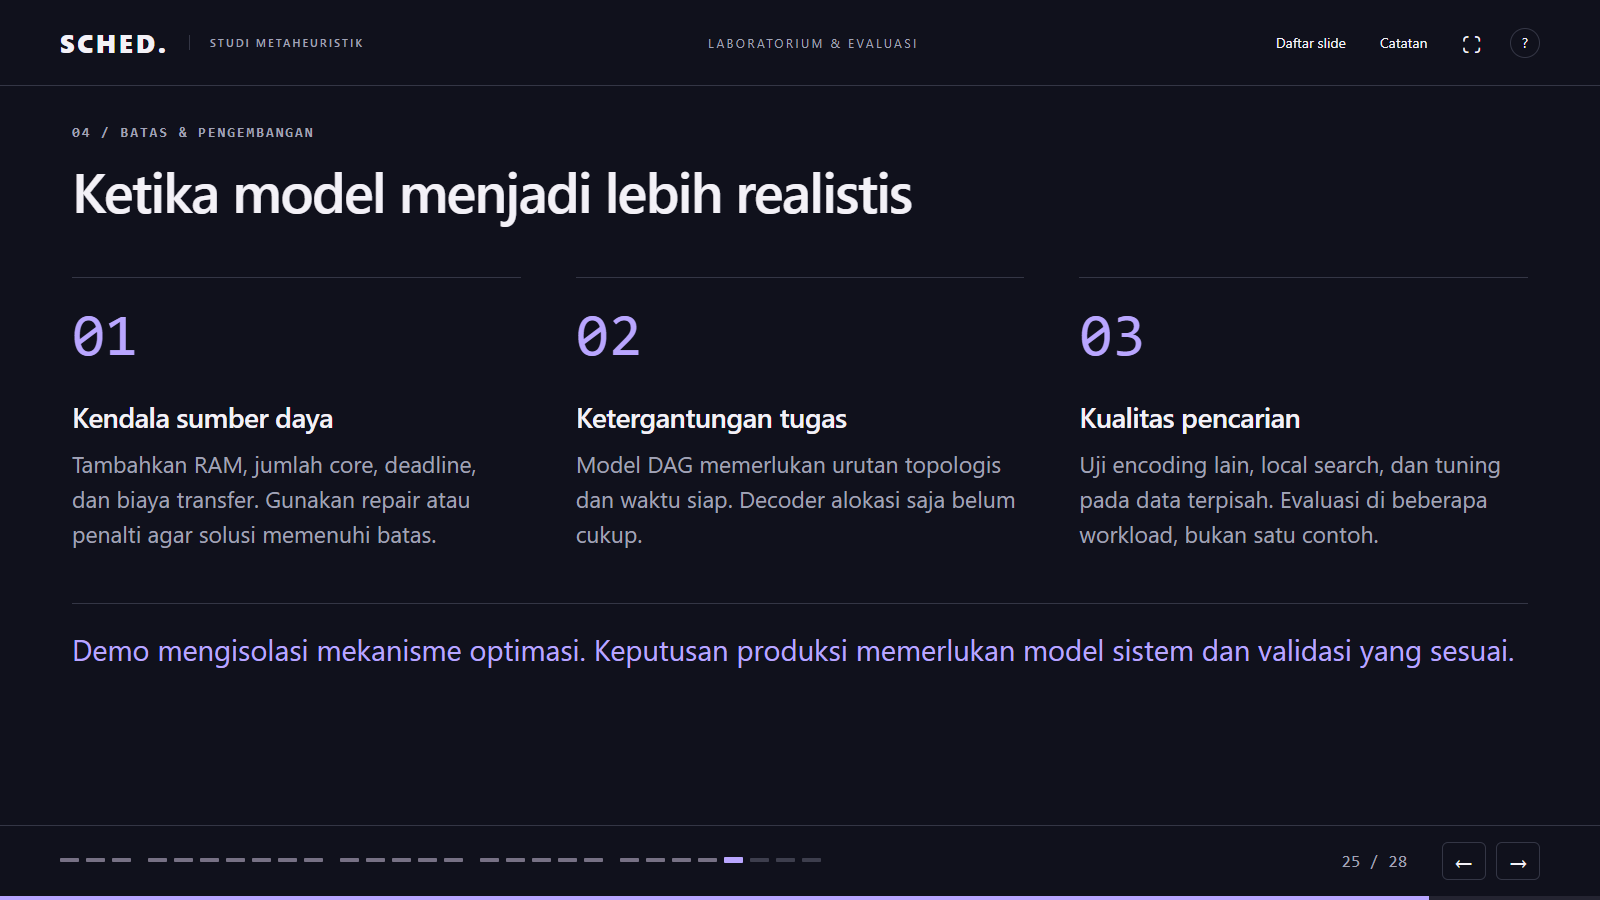 SCHED.
STUDI METAHEURISTIK
LABORATORIUM & EVALUASI
Daftar slide
Catatan
?
04 / BATAS & PENGEMBANGAN
Ketika model menjadi lebih realistis
01
Kendala sumber daya
Tambahkan RAM, jumlah core, deadline,
dan biaya transfer. Gunakan repair atau
penalti agar solusi memenuhi batas.
02
Ketergantungan tugas
Model DAG memerlukan urutan topologis
dan waktu siap. Decoder alokasi saja belum
cukup.
03
Kualitas pencarian
Uji encoding lain, local search, dan tuning
pada data terpisah. Evaluasi di beberapa
workload, bukan satu contoh.
Demo mengisolasi mekanisme optimasi. Keputusan produksi memerlukan model sistem dan validasi yang sesuai.
25 / 28
← →